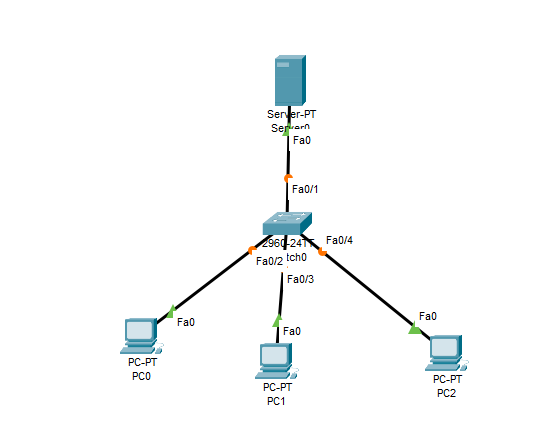 Server-PT
Server0
Fa0
Fa0/1
2960-24TT
tch0
Fa0/2
Fa0/3
Fa0/4
Fa0
PC-PT
PC0
Fa0
PC-PT
PC1
Fa0
PC-PT
PC2